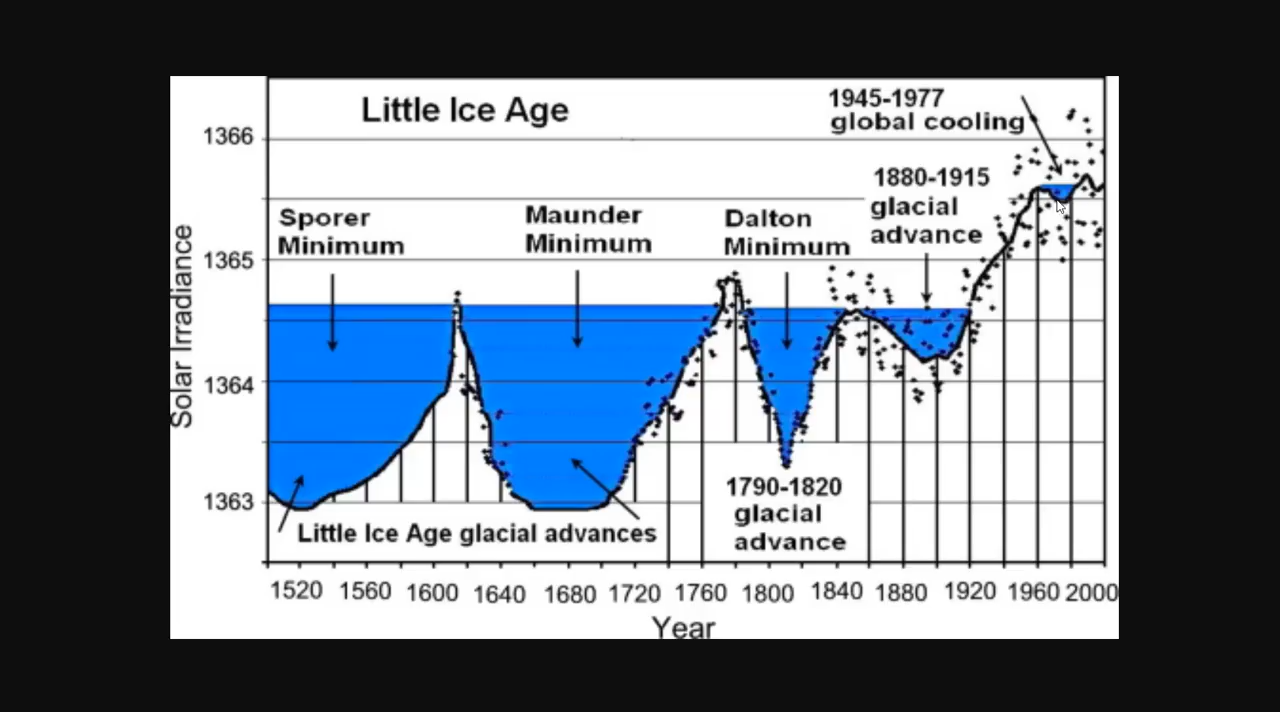 Little Ice Age
1945-1977
global cooling
1880-1915
glacial
advance
Sporer
Minimum
Maunder
Minimum
Dalton
Minimum
1366
1365
1364
1363
Solar Irradiance
1790-1820
glacial
advance
Little Ice Age glacial advances
1520 1560 1600 1640 1680 1720 1760 1800 1840 1880 1920 1960 2000
Year